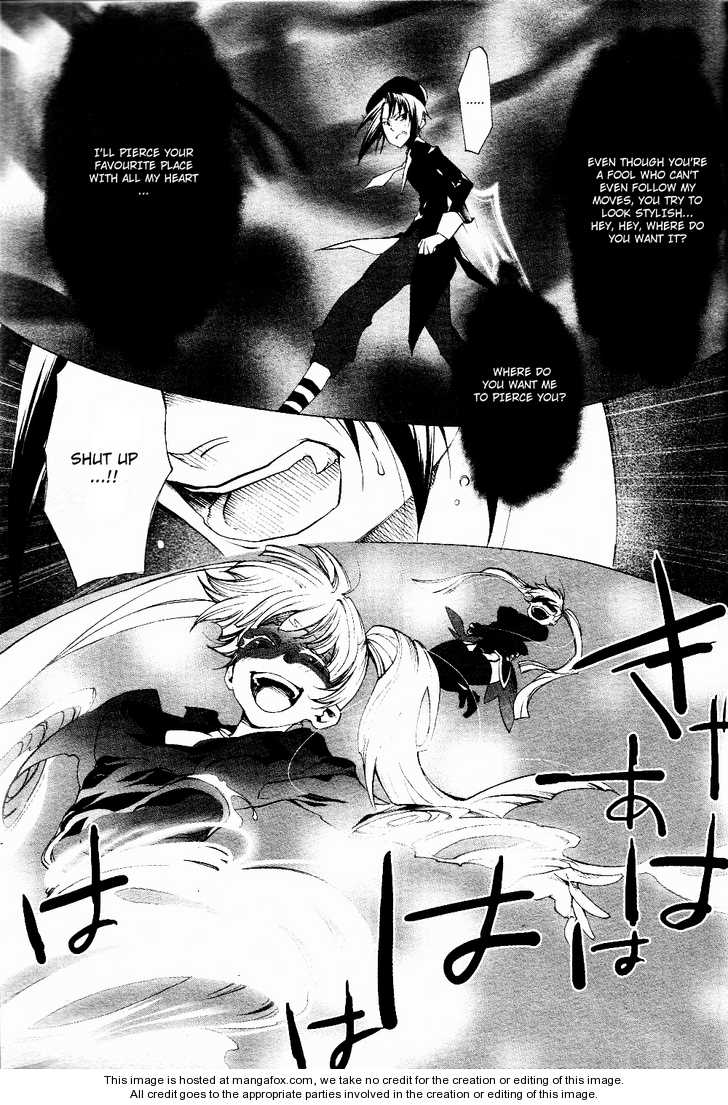 .....
EVEN THOUGH YOU'RE
A FOOL WHO CAN'T
EVEN FOLLOW MY
MOVES, YOU TRY TO
LOOK STYLISH...
HEY, HEY, WHERE DO
YOU WANT IT?
I'LL PIERCE YOUR
FAVOURITE PLACE
WITH ALL MY HEART
...
WHERE DO
YOU WANT ME
TO PIERCE YOU?
SHUT UP
...!!
きゃはは
あはは
はははは
This image is hosted at mangafox.com, we take no credit for the creation or editing of this image.
All credit goes to the appropriate parties involved in the creation or editing of this image.